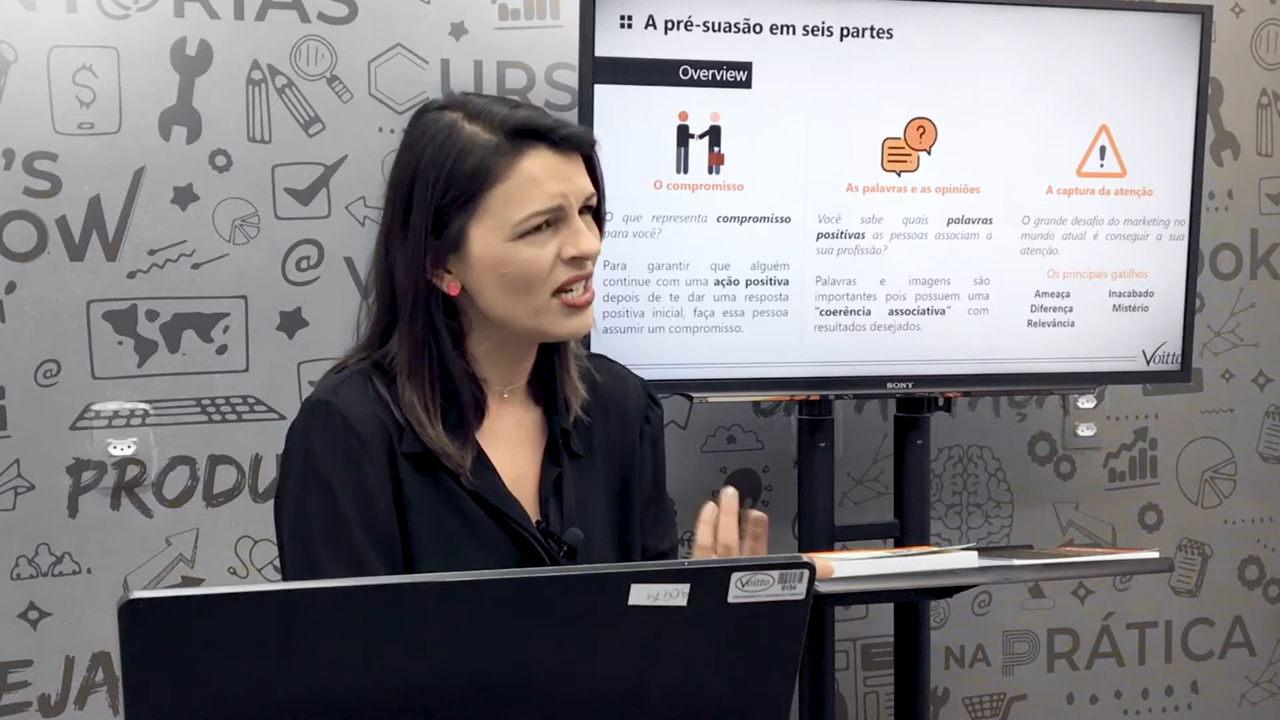 NTORIAS
CURS
'S
OW
PRODU
EJA
ook
NA PRÁTICA
A pré-suasão em seis partes
Overview
O compromisso
O que representa compromisso
para você?
Para garantir que alguém
continue com uma ação positiva
depois de te dar uma resposta
positiva inicial, faça essa pessoa
assumir um compromisso.
As palavras e as opiniões
Você sabe quais palavras
positivas as pessoas associam à
sua profissão?
Palavras e imagens são
importantes pois possuem uma
"coerência associativa" com
resultados desejados.
A captura da atenção
O grande desafio do marketing no
mundo atual é conseguir a sua
atenção.
Os principais gatilhos
Ameaça
Diferença
Relevância
Inacabado
Mistério
Voitto
SONY
Voitto
0134